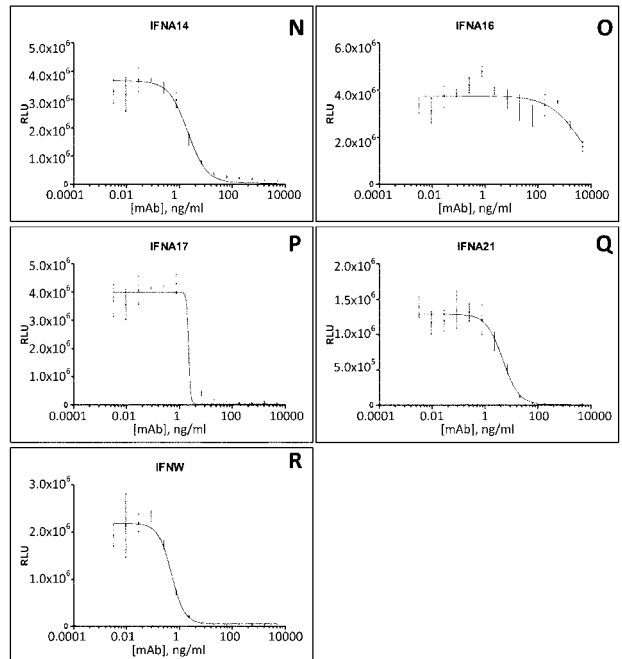 IFNA14 N
5.0x10⁶
4.0x10⁶
3.0x10⁶
2.0x10⁶
1.0x10⁶
0
RLU
0.0001 0.01 1 100 10000
[mAb], ng/ml
IFNA16 O
6.0x10⁶
4.0x10⁶
2.0x10⁶
0
RLU
0.0001 0.01 1 100 10000
[mAb], ng/ml
IFNA17 P
5.0x10⁶
4.0x10⁶
3.0x10⁶
2.0x10⁶
1.0x10⁶
0
RLU
0.0001 0.01 1 100 10000
[mAb], ng/ml
IFNA21 Q
2.0x10⁶
1.5x10⁶
1.0x10⁶
5.0x10⁵
0
RLU
0.0001 0.01 1 100 10000
[mAb], ng/ml
IFNW R
3.0x10⁶
2.0x10⁶
1.0x10⁶
0
RLU
0.0001 0.01 1 100 10000
[mAb], ng/ml